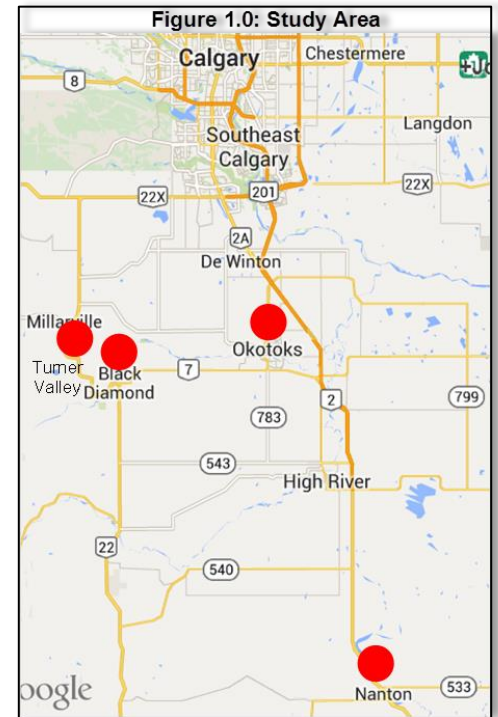 Figure 1.0: Study Area
Calgary
Chestermere
8
Langdon
Southeast
Calgary
22X
201
22X
2A
De Winton
Okotoks
Turner
Valley
Black
Diamond
7
2
799
783
543
High River
22
540
oogle
Nanton
533